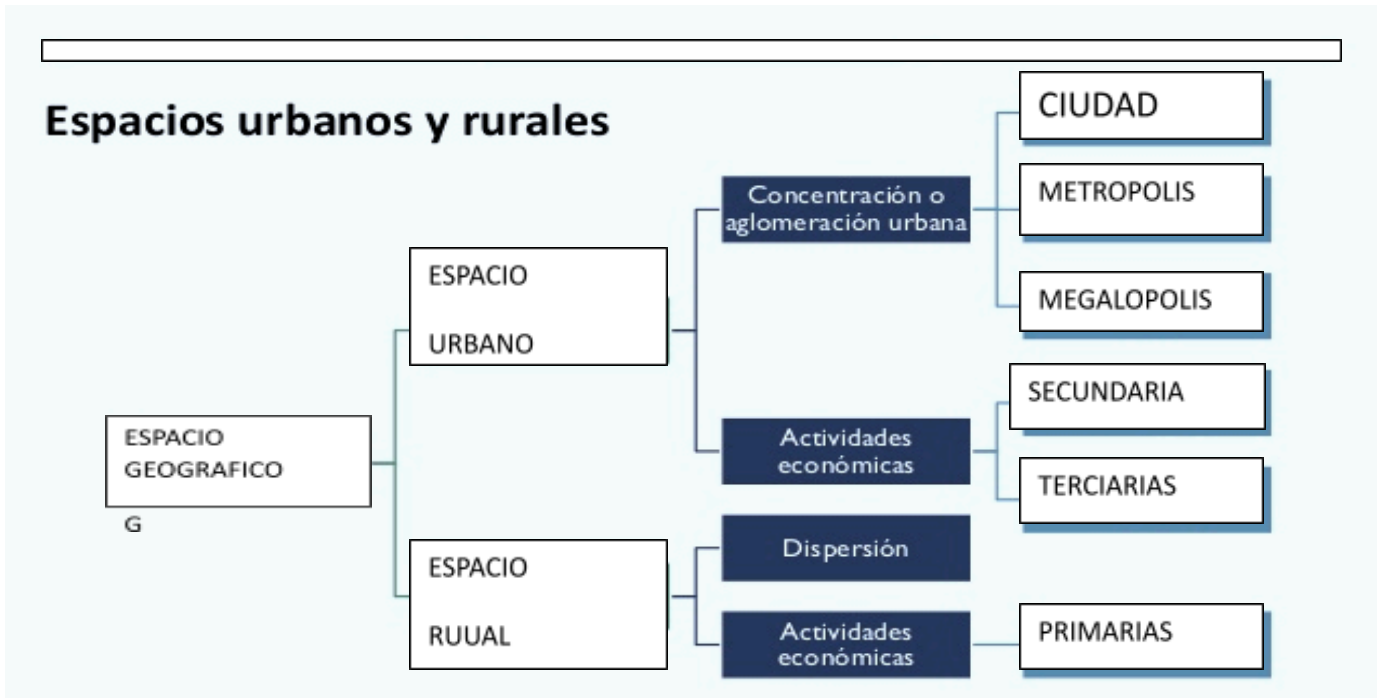 Espacios urbanos y rurales
CIUDAD
Concentración o
aglomeración urbana
METROPOLIS
MEGALOPOLIS
ESPACIO
URBANO
SECUNDARIA
Actividades
económicas
TERCIARIAS
ESPACIO
GEOGRAFICO
G
Dispersión
ESPACIO
RUUAL
Actividades
económicas
PRIMARIAS